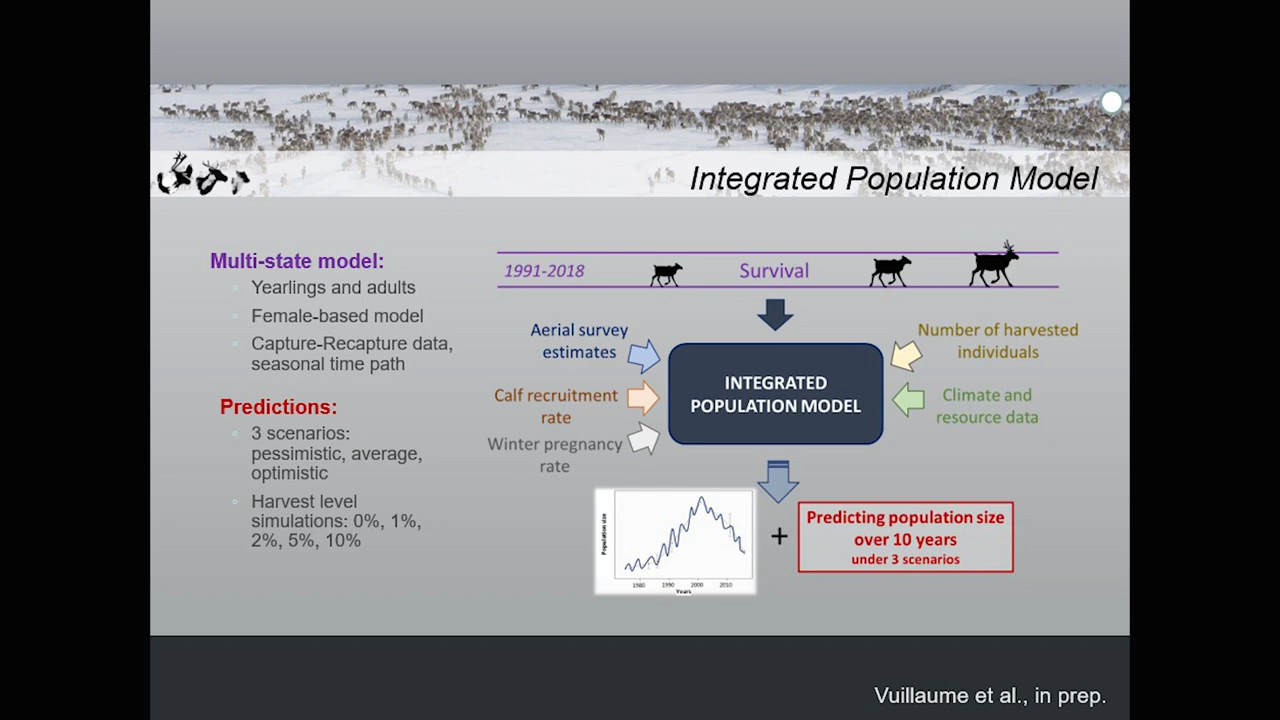 Integrated Population Model
Multi-state model:
Yearlings and adults
Female-based model
Capture-Recapture data,
seasonal time path
Predictions:
3 scenarios:
pessimistic, average,
optimistic
Harvest level
simulations: 0%, 1%,
2%, 5%, 10%
1991-2018
Survival
Aerial survey
estimates
Calf recruitment
rate
Winter pregnancy
rate
INTEGRATED
POPULATION MODEL
Number of harvested
individuals
Climate and
resource data
Population size
1980 1990 2000 2010
Years
+
Predicting population size
over 10 years
under 3 scenarios
Vuillaume et al., in prep.